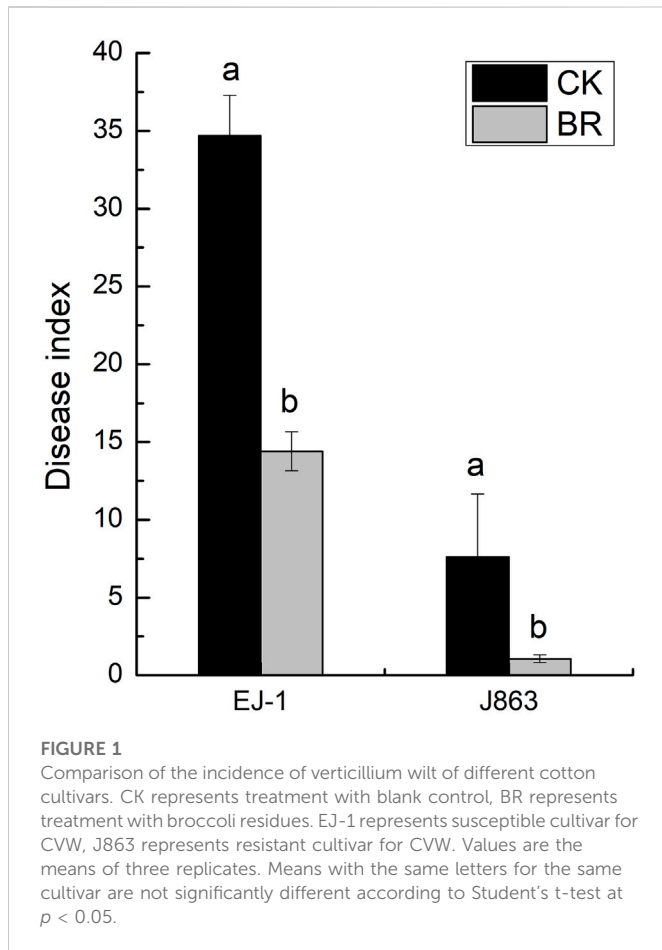 40
35
30
25
20
15
10
5
0
Disease index
a
b
a
b
CK
BR
EJ-1
J863
FIGURE 1
Comparison of the incidence of verticillium wilt of different cotton
cultivars. CK represents treatment with blank control, BR represents
treatment with broccoli residues. EJ-1 represents susceptible cultivar for
CVW, J863 represents resistant cultivar for CVW. Values are the
means of three replicates. Means with the same letters for the same
cultivar are not significantly different according to Student's t-test at
p < 0.05.